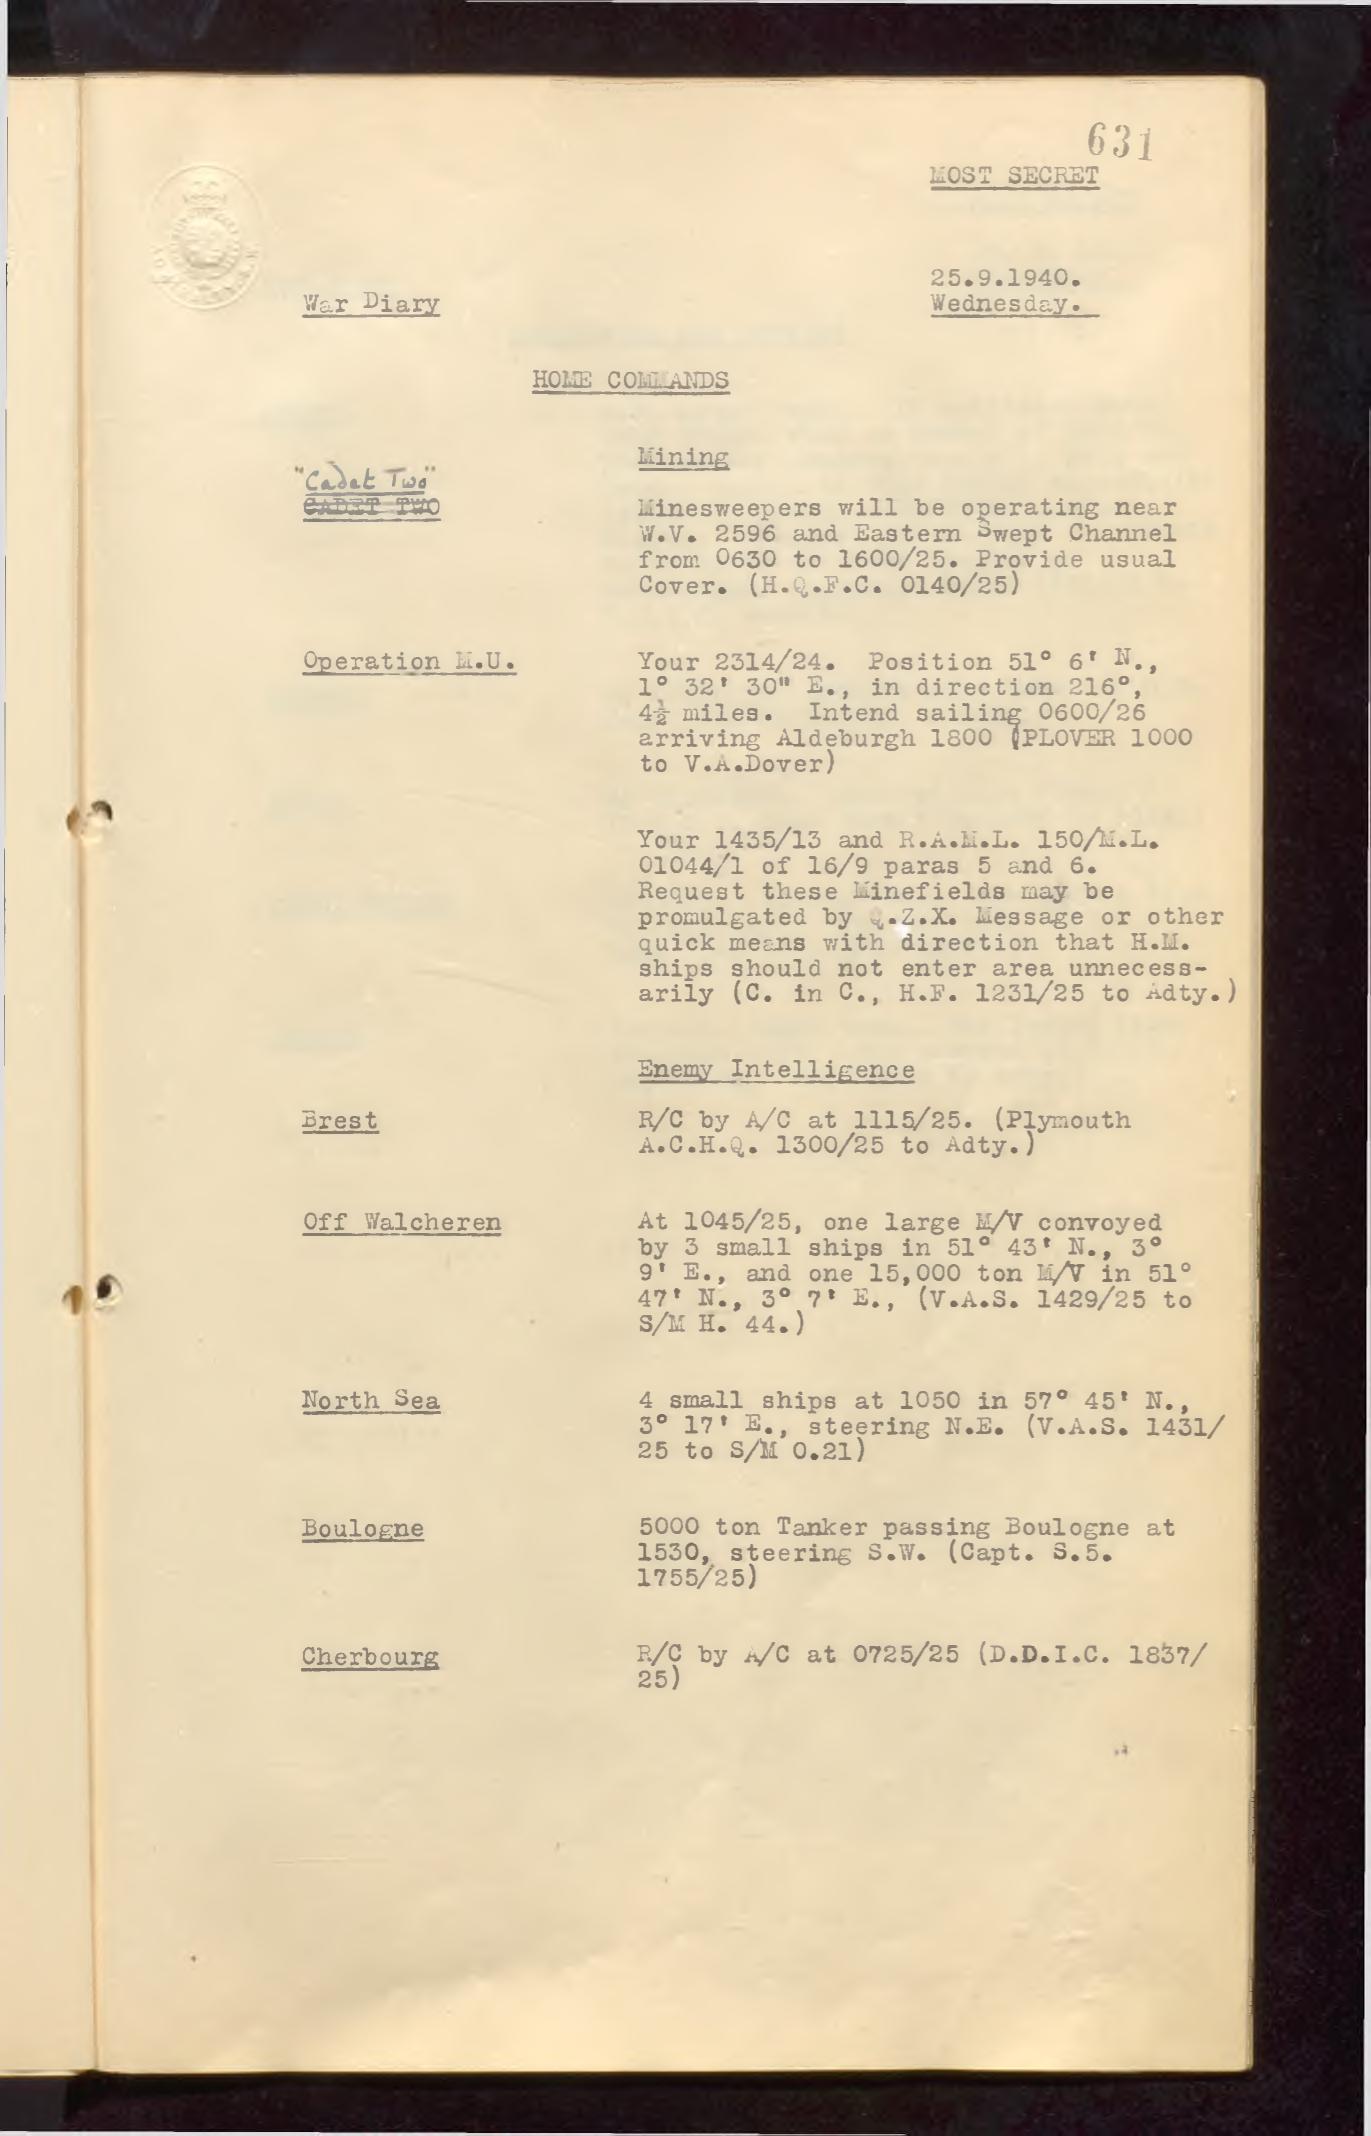 631
MOST SECRET
25.9.1940.
War Diary
Wednesday.
HOME COMMANDS
Mining
"Cadet Two"
CADET TWO
Minesweepers will be operating near
W.V. 2596 and Eastern Swept Channel
from 0630 to 1600/25. Provide usual
Cover. (H.Q.F.C. 0140/25)
Operation M.U.
Your 2314/24. Position 51° 6' N.,
1° 32' 30" E., in direction 216°,
4½ miles. Intend sailing 0600/26
arriving Aldeburgh 1800 (PLOVER 1000
to V.A.Dover)
Your 1435/13 and R.A.M.L. 150/M.L.
01044/1 of 16/9 paras 5 and 6.
Request these Minefields may be
promulgated by Q.Z.X. Message or other
quick means with direction that H.M.
ships should not enter area unnecess-
arily (C. in C., H.F. 1231/25 to Adty.)
Enemy Intelligence
Brest
R/C by A/C at 1115/25. (Plymouth
A.C.H.Q. 1300/25 to Adty.)
Off Walcheren
At 1045/25, one large M/V convoyed
by 3 small ships in 51° 43' N., 3°
9' E., and one 15,000 ton M/V in 51°
47' N., 3° 7' E., (V.A.S. 1429/25 to
S/M H. 44.)
North Sea
4 small ships at 1050 in 57° 45' N.,
3° 17' E., steering N.E. (V.A.S. 1431/
25 to S/M O.21)
Boulogne
5000 ton Tanker passing Boulogne at
1530, steering S.W. (Capt. S.5.
1755/25)
Cherbourg
R/C by A/C at 0725/25 (D.D.I.C. 1837/
25)